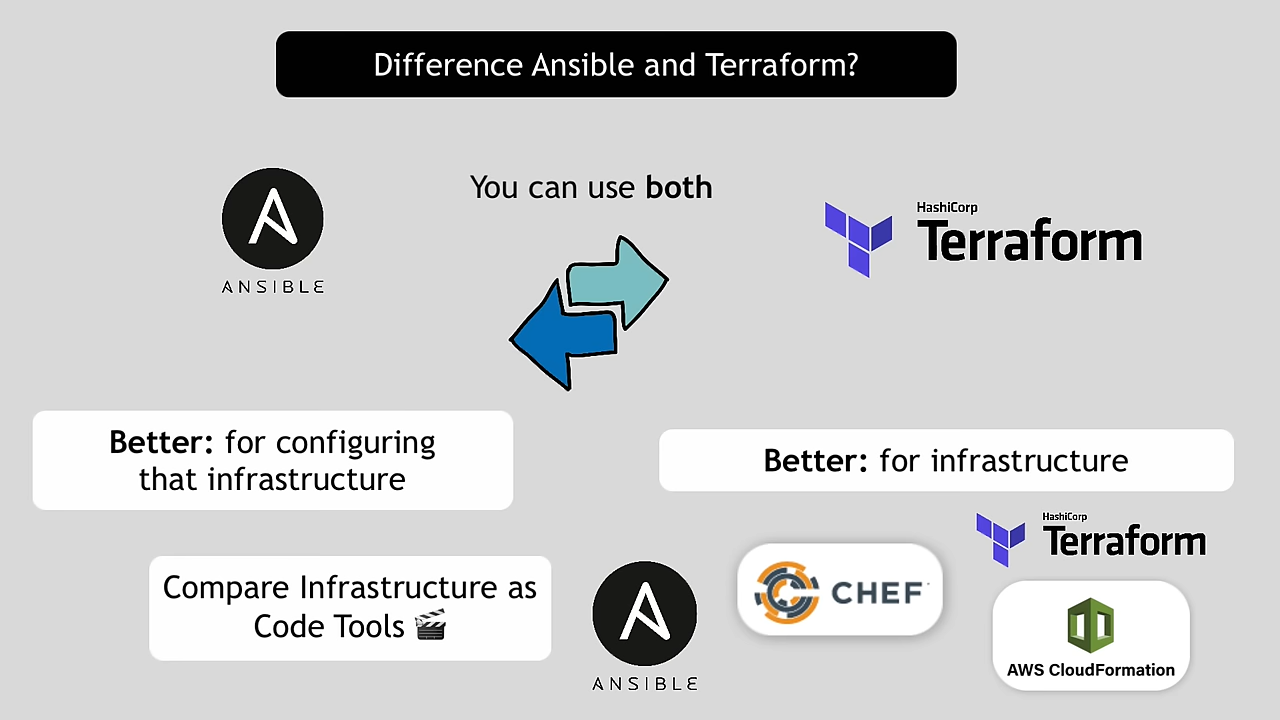 Difference Ansible and Terraform?
You can use both
ANSIBLE
HashiCorp
Terraform
Better: for configuring
that infrastructure
Better: for infrastructure
HashiCorp
Terraform
Compare Infrastructure as
Code Tools 🎬
ANSIBLE
CHEF
AWS CloudFormation